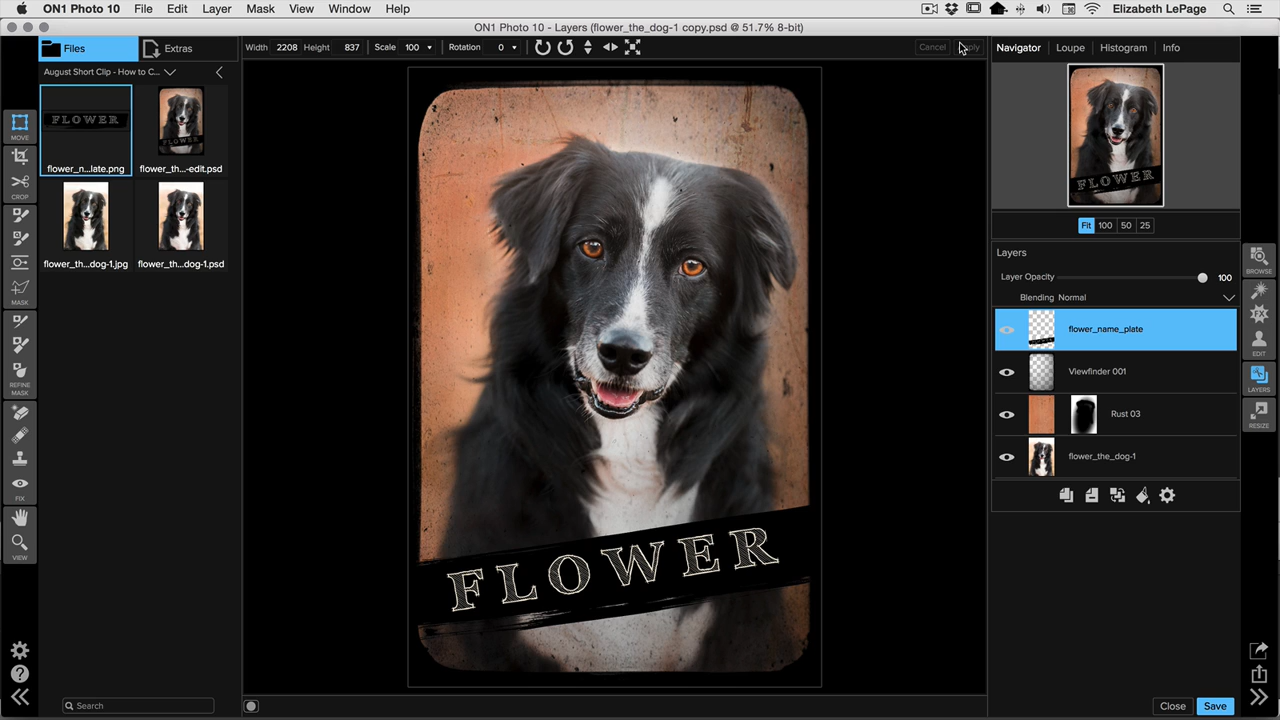 ON1 Photo 10 File Edit Layer Mask View Window Help Elizabeth LePage
ON1 Photo 10 - Layers (flower_the_dog-1 copy.psd @ 51.7% 8-bit)
Files Extras
Width 2208 Height 837 Scale 100 Rotation 0 Cancel
Navigator Loupe Histogram Info
August Short Clip - How to C...
FLOWER
flower_n...late.png
flower_th...-edit.psd
flower_th...dog-1.jpg
flower_th...dog-1.psd
MOVE
CROP
MASK
REFINE
MASK
FIX
VIEW
Search
FLOWER
FLOWER
Fit 100 50 25
Layers
Layer Opacity 100
Blending Normal
flower_name_plate
Viewfinder 001
Rust 03
flower_the_dog-1
BROWSE
FX
EDIT
LAYERS
RESIZE
Close Save